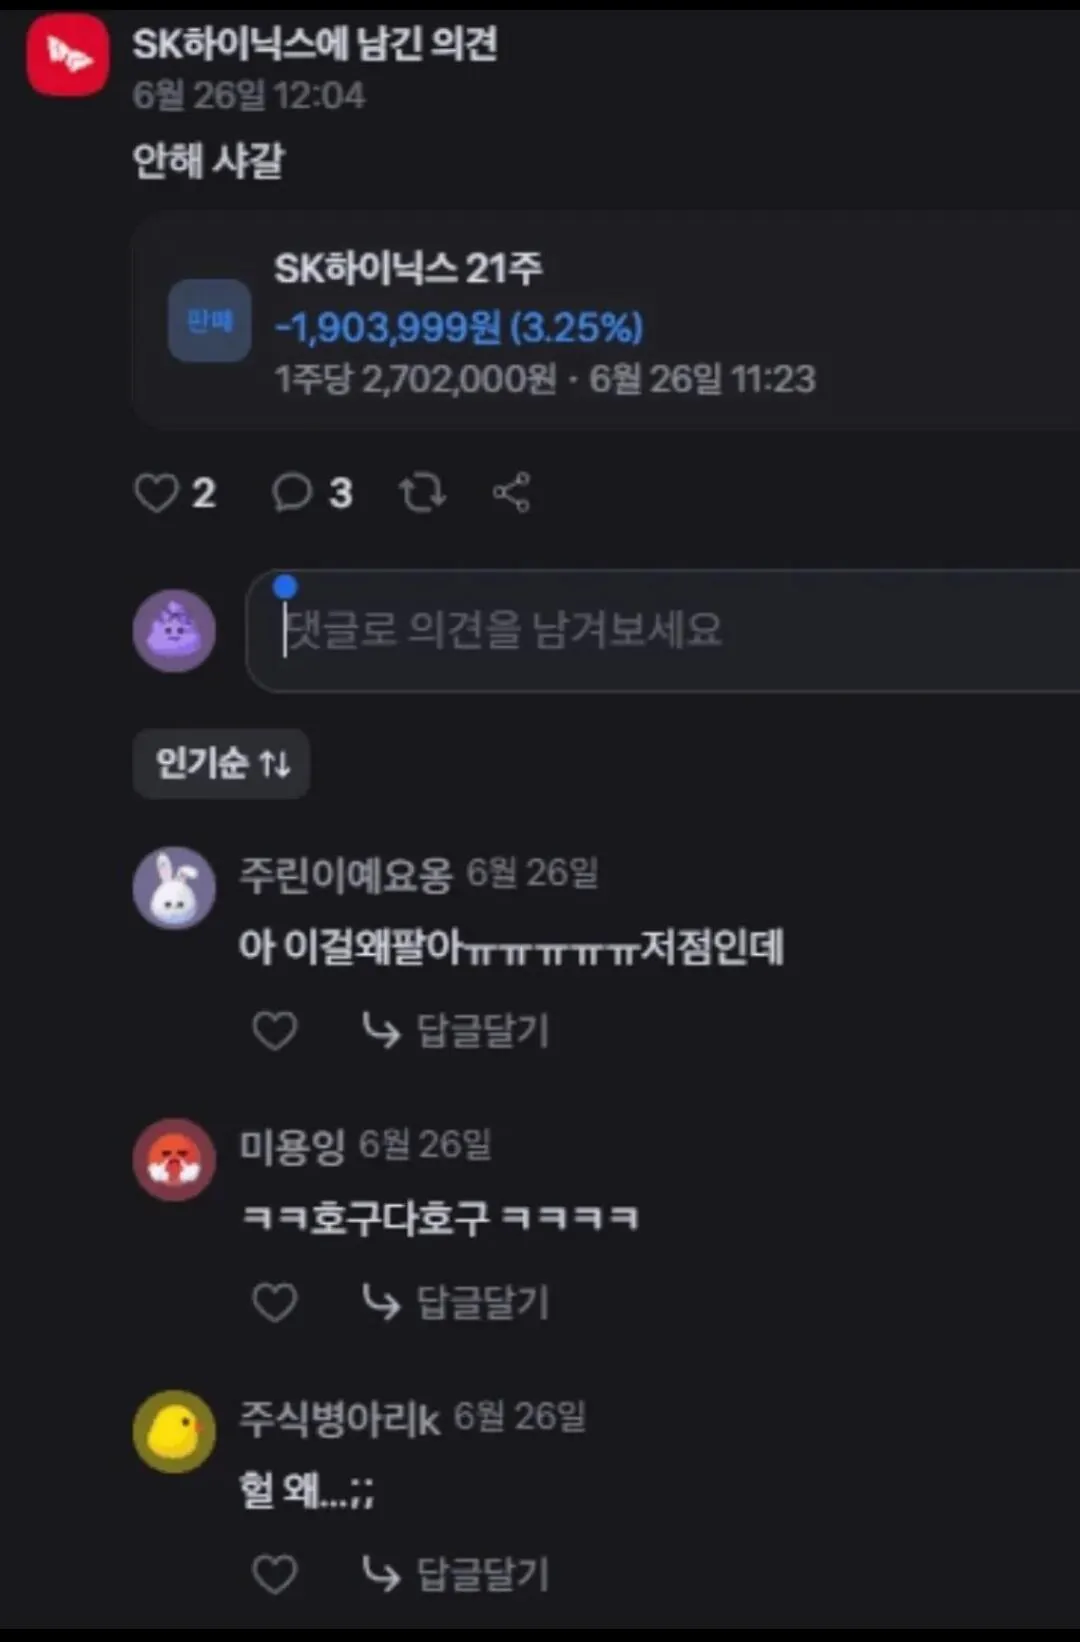 SK하이닉스에 남긴 의견
6월 26일 12:04
안해 샤갈
SK하이닉스 21주
판매
-1,903,999원 (3.25%)
1주당 2,702,000원 · 6월 26일 11:23
2 3
댓글로 의견을 남겨보세요
인기순 ↑↓
주린이예요옹 6월 26일
아 이걸왜팔아ㅠㅠㅠㅠㅠ저점인데
답글달기
미용잉 6월 26일
ㅋㅋ호구다호구 ㅋㅋㅋㅋ
답글달기
주식병아리k 6월 26일
헐 왜...;;
답글달기